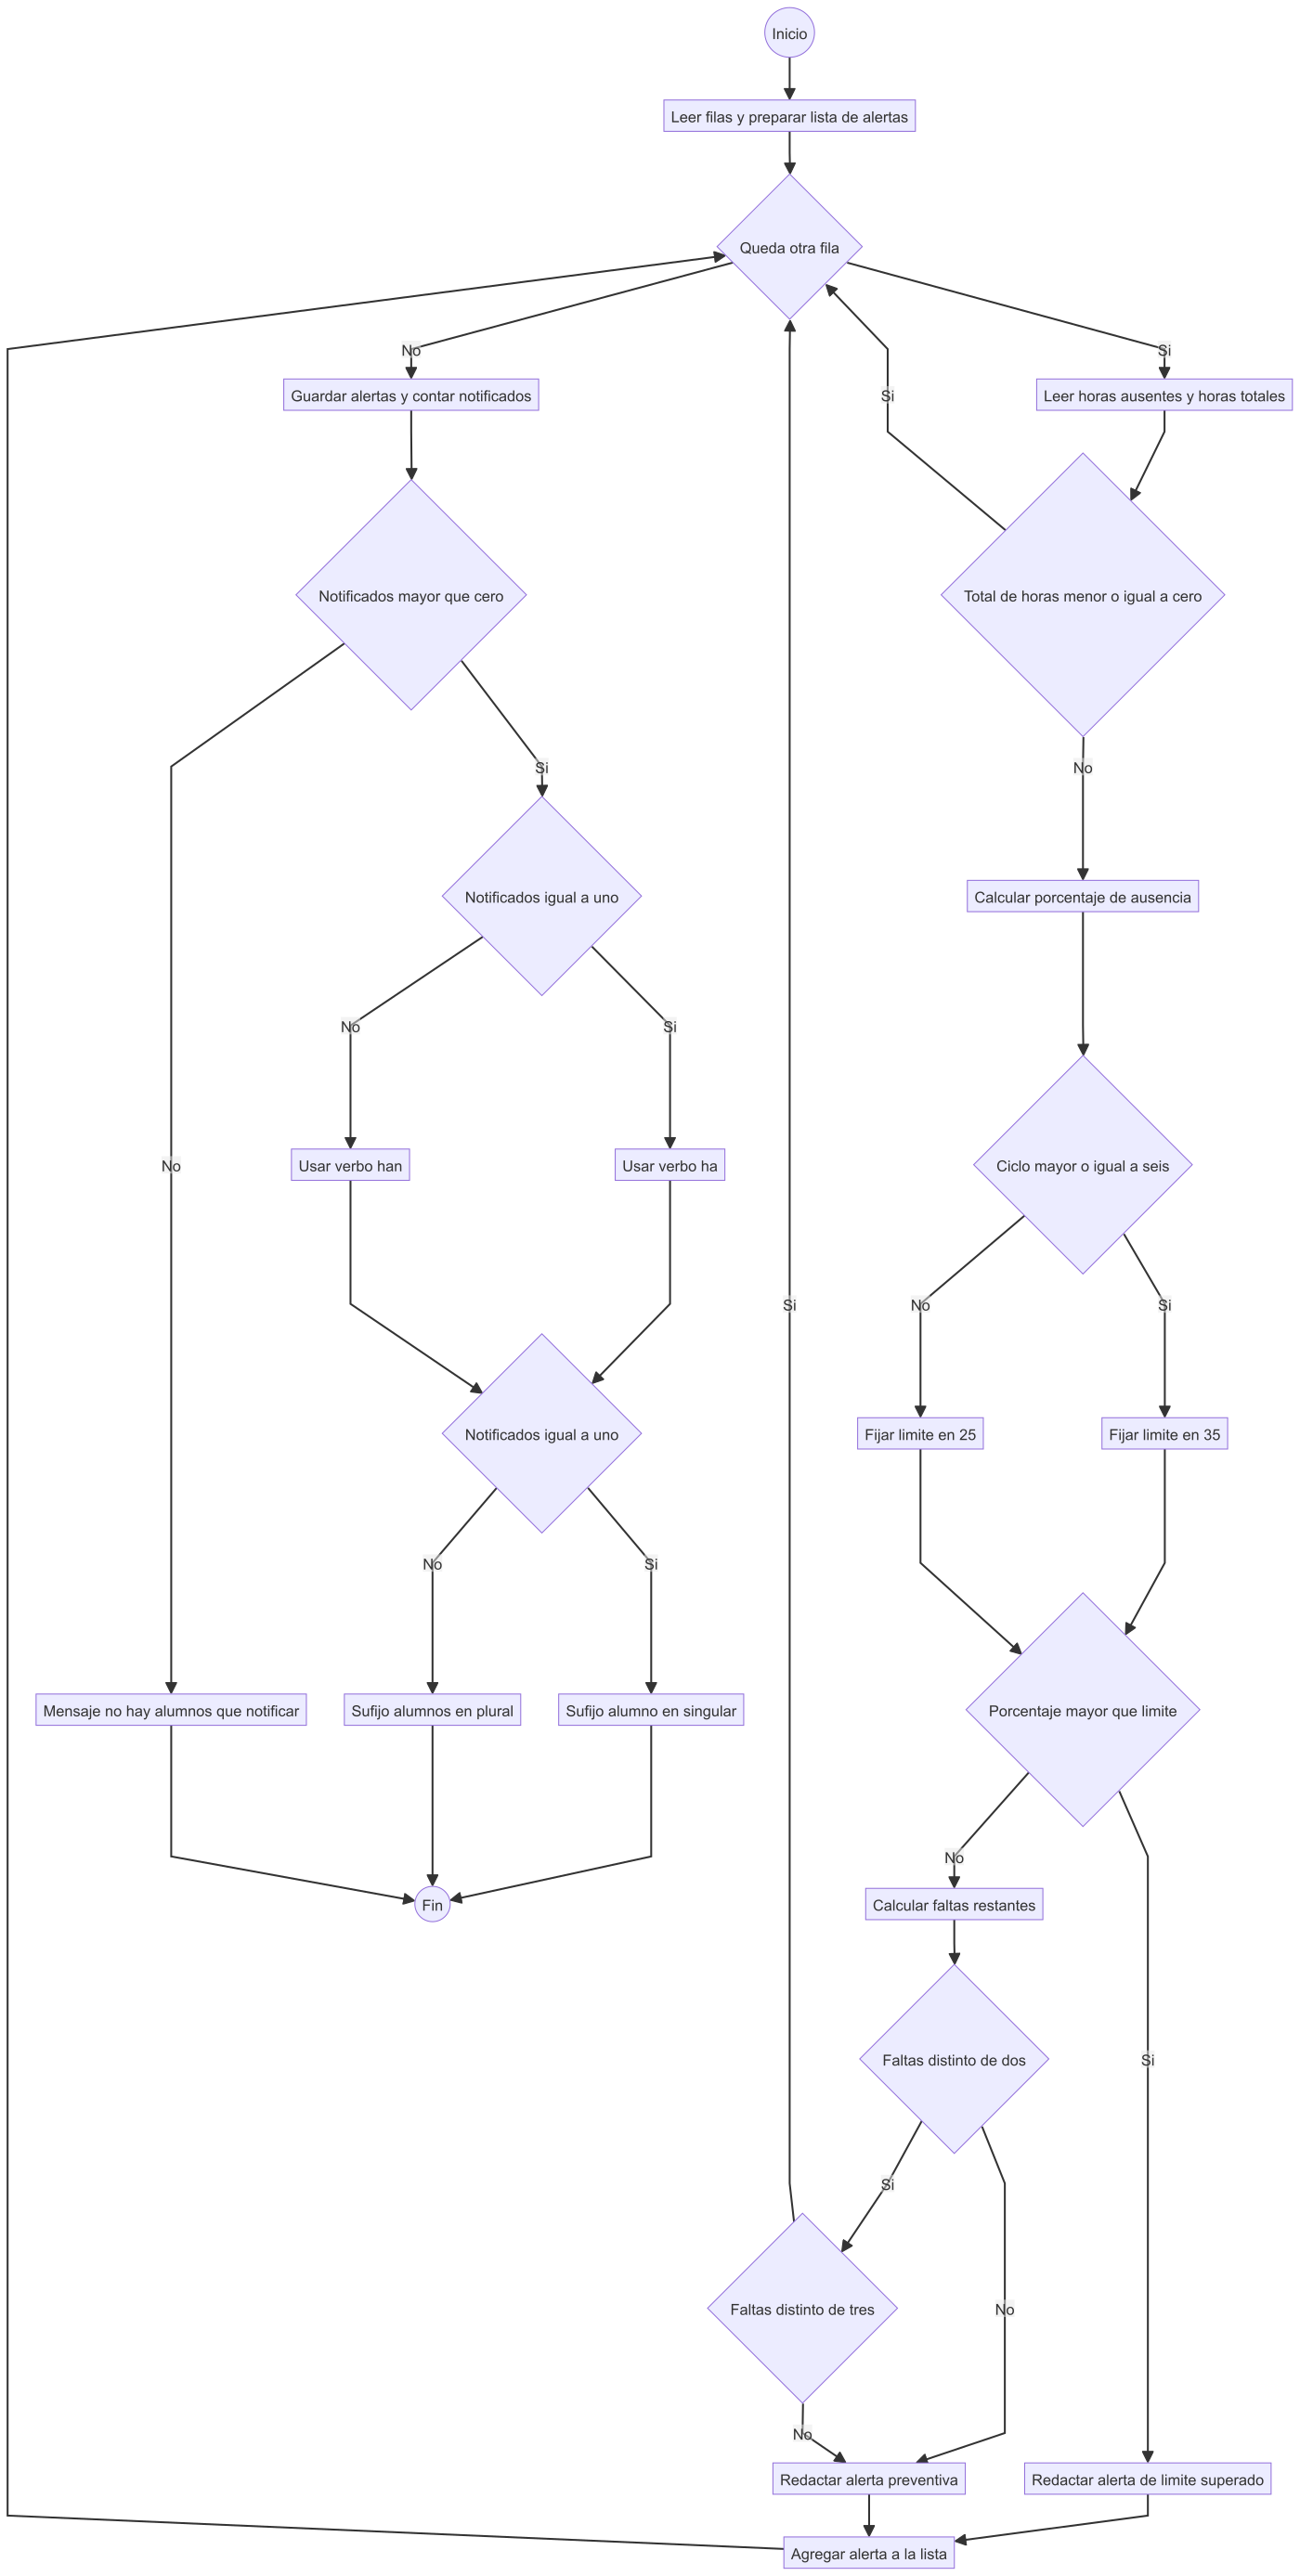 Inicio
Leer filas y preparar lista de alertas
Queda otra fila
No
Si
Si
Guardar alertas y contar notificados
Leer horas ausentes y horas totales
Notificados mayor que cero
Total de horas menor o igual a cero
Si
No
Notificados igual a uno
Calcular porcentaje de ausencia
No
Si
No
Usar verbo han
Usar verbo ha
Ciclo mayor o igual a seis
Si
No
Si
Notificados igual a uno
Fijar limite en 25
Fijar limite en 35
No
Si
Mensaje no hay alumnos que notificar
Sufijo alumnos en plural
Sufijo alumno en singular
Porcentaje mayor que limite
No
Fin
Calcular faltas restantes
Faltas distinto de dos
Si
Si
Faltas distinto de tres
No
No
Redactar alerta preventiva
Redactar alerta de limite superado
Agregar alerta a la lista